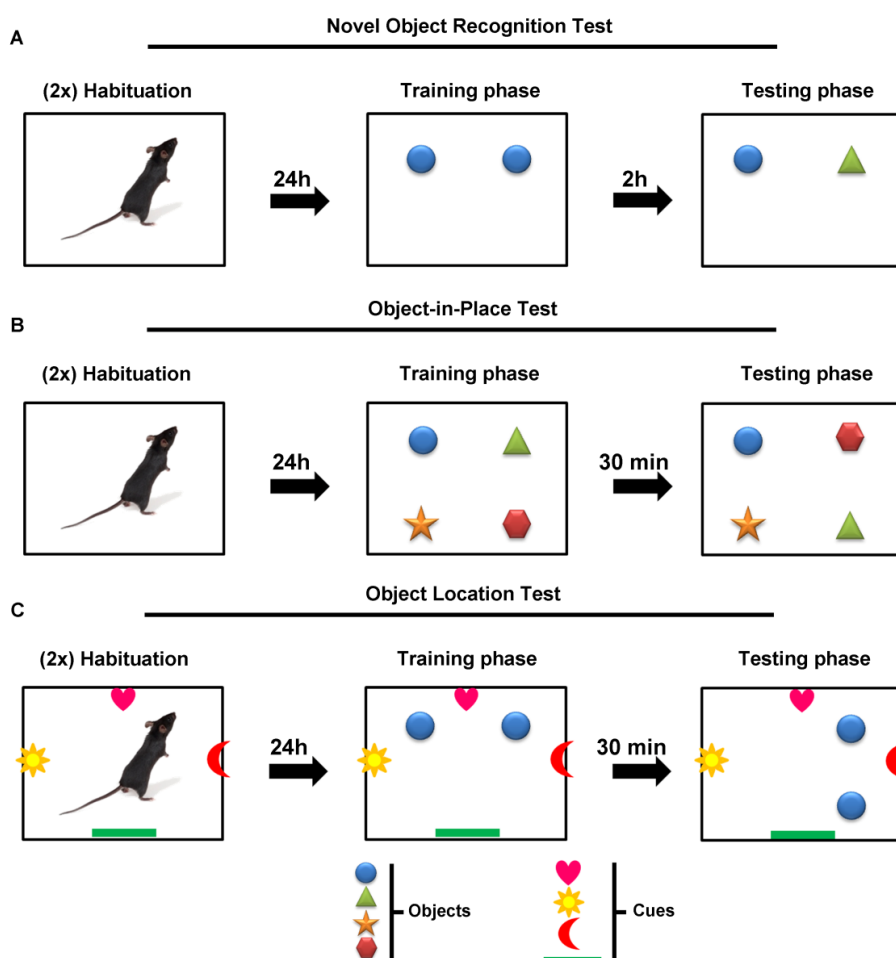 A
Novel Object Recognition Test
(2x) Habituation
Training phase
Testing phase
24h
2h
B
Object-in-Place Test
(2x) Habituation
Training phase
Testing phase
24h
30 min
C
Object Location Test
(2x) Habituation
Training phase
Testing phase
24h
30 min
Objects
Cues